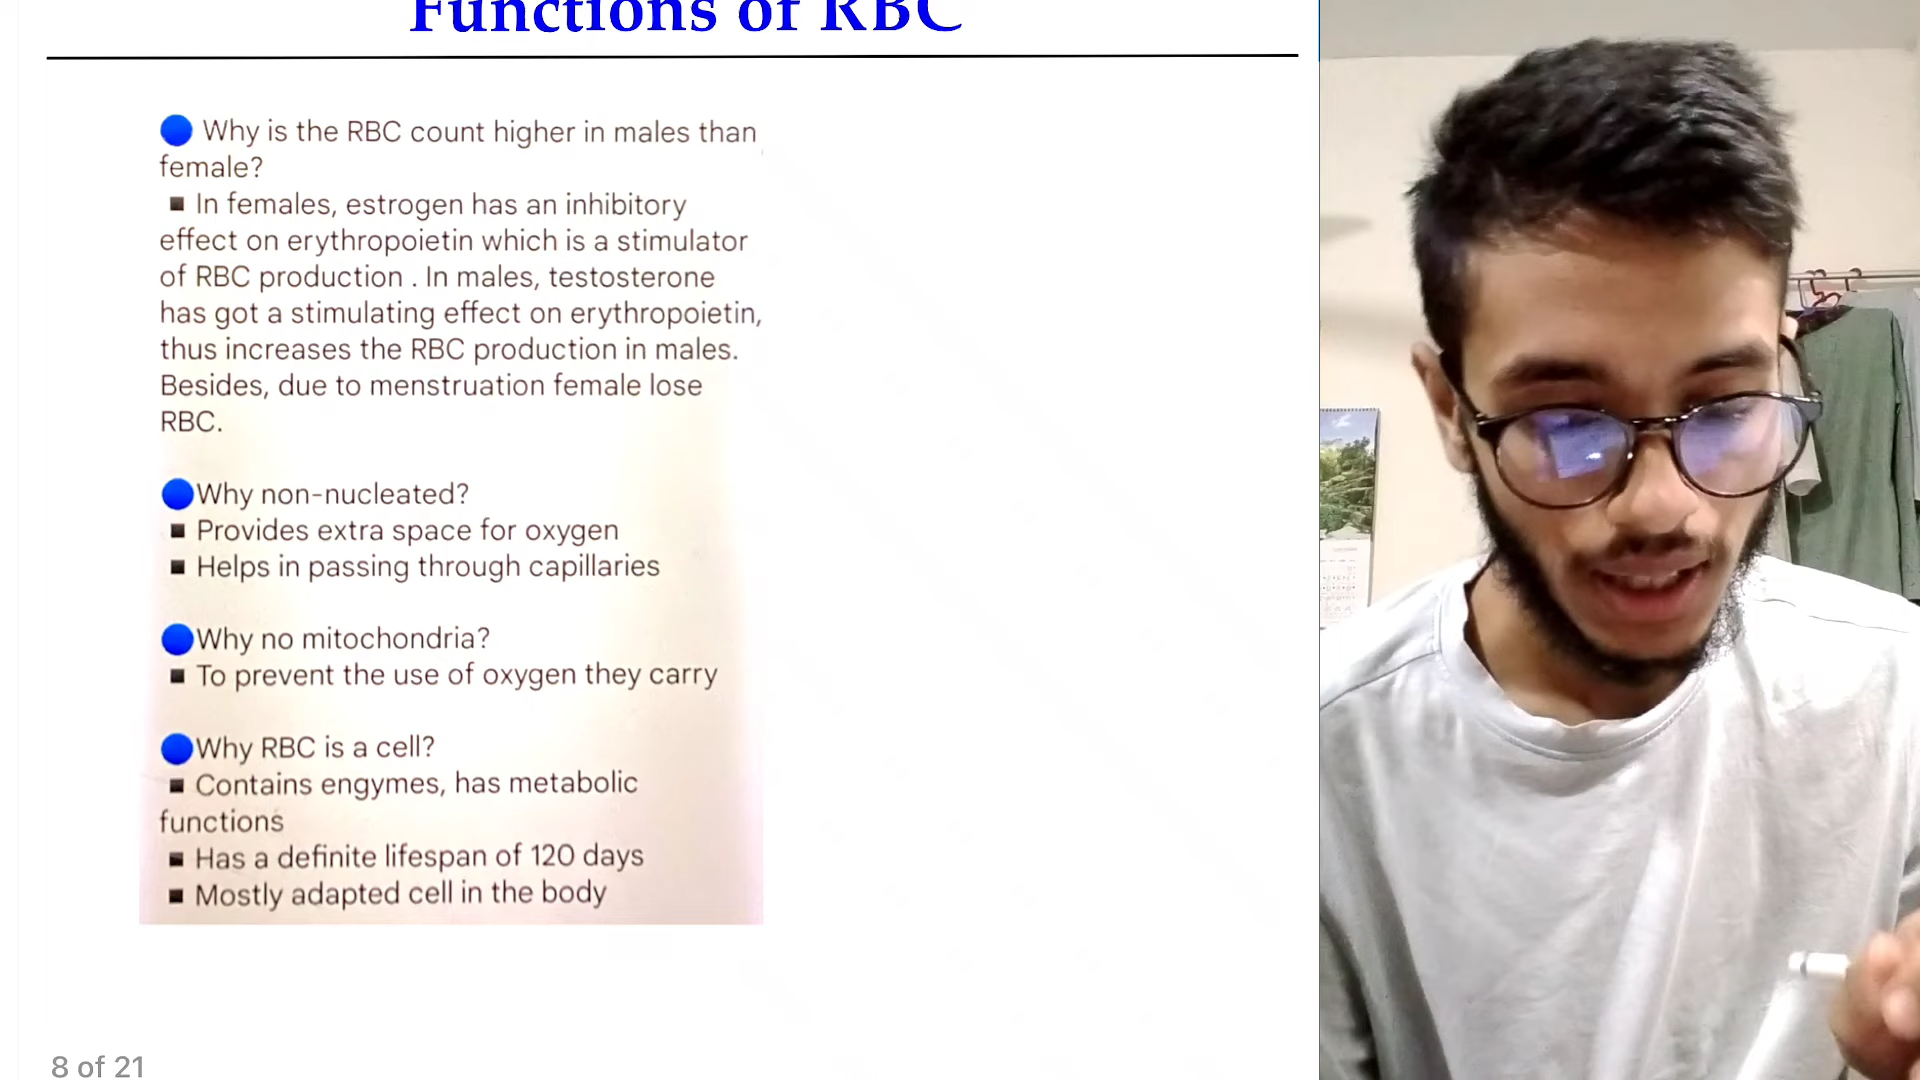 Functions of RBC
Why is the RBC count higher in males than
female?
In females, estrogen has an inhibitory
effect on erythropoietin which is a stimulator
of RBC production . In males, testosterone
has got a stimulating effect on erythropoietin,
thus increases the RBC production in males.
Besides, due to menstruation female lose
RBC.
Why non-nucleated?
Provides extra space for oxygen
Helps in passing through capillaries
Why no mitochondria?
To prevent the use of oxygen they carry
Why RBC is a cell?
Contains engymes, has metabolic
functions
Has a definite lifespan of 120 days
Mostly adapted cell in the body
8 of 21